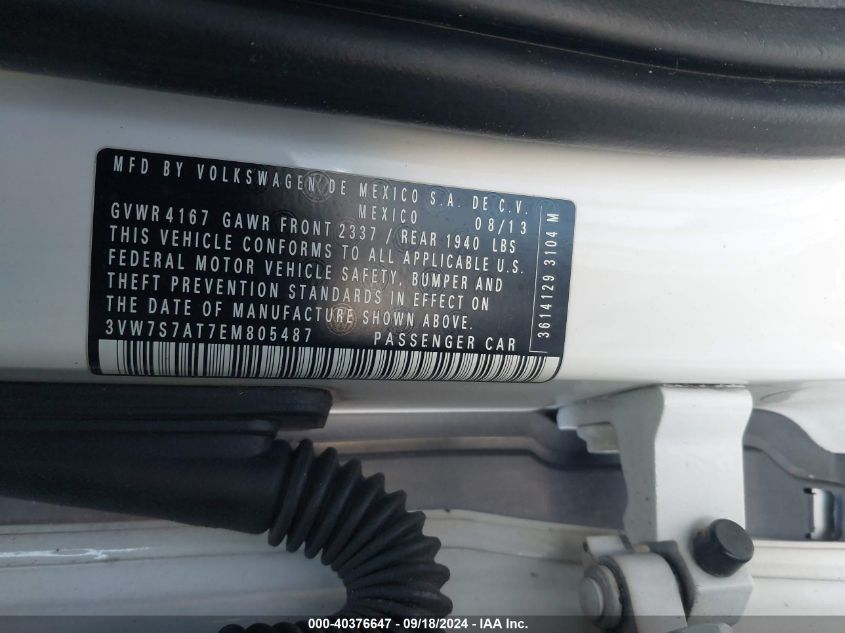 MFD BY VOLKSWAGEN DE MEXICO S.A. DE C.V.
MEXICO 08/13
GVWR 4167 GAWR FRONT 2337 / REAR 1940 LBS
THIS VEHICLE CONFORMS TO ALL APPLICABLE U.S.
FEDERAL MOTOR VEHICLE SAFETY, BUMPER AND
THEFT PREVENTION STANDARDS IN EFFECT ON
THE DATE OF MANUFACTURE SHOWN ABOVE.
3VW7S7AT7EM805487 PASSENGER CAR
3614129 3104 M
000-40376647 - 09/18/2024 - IAA Inc.